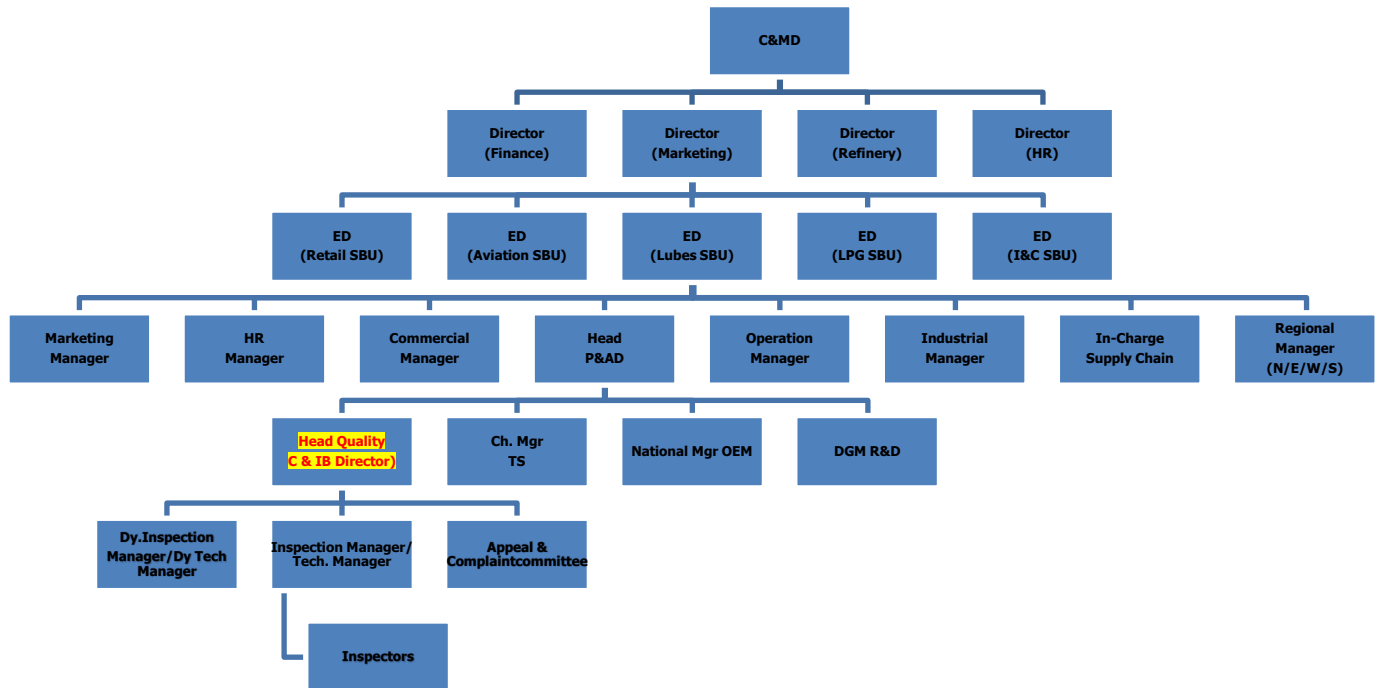 C&MD
Director
(Finance)
Director
(Marketing)
Director
(Refinery)
Director
(HR)
ED
(Retail SBU)
ED
(Aviation SBU)
ED
(Lubes SBU)
ED
(LPG SBU)
ED
(I&C SBU)
Marketing
Manager
HR
Manager
Commercial
Manager
Head
P&AD
Operation
Manager
Industrial
Manager
In-Charge
Supply Chain
Regional
Manager
(N/E/W/S)
Head Quality
C & IB Director)
Ch. Mgr
TS
National Mgr OEM
DGM R&D
Dy.Inspection
Manager/Dy Tech
Manager
Inspection Manager/
Tech. Manager
Appeal &
Complaintcommittee
Inspectors